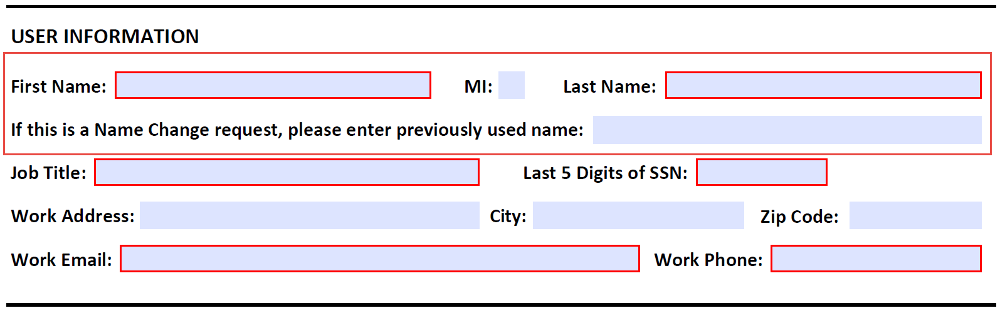 USER INFORMATION
First Name: MI: Last Name:
If this is a Name Change request, please enter previously used name:
Job Title: Last 5 Digits of SSN:
Work Address: City: Zip Code:
Work Email: Work Phone: